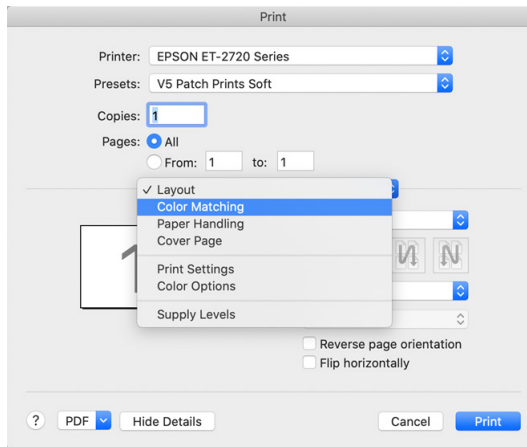 Print
Printer: EPSON ET-2720 Series
Presets: V5 Patch Prints Soft
Copies: 1
Pages: All
From: 1 to: 1
✓ Layout
Color Matching
Paper Handling
Cover Page
Print Settings
Color Options
Supply Levels
1
Reverse page orientation
Flip horizontally
? PDF Hide Details Cancel Print